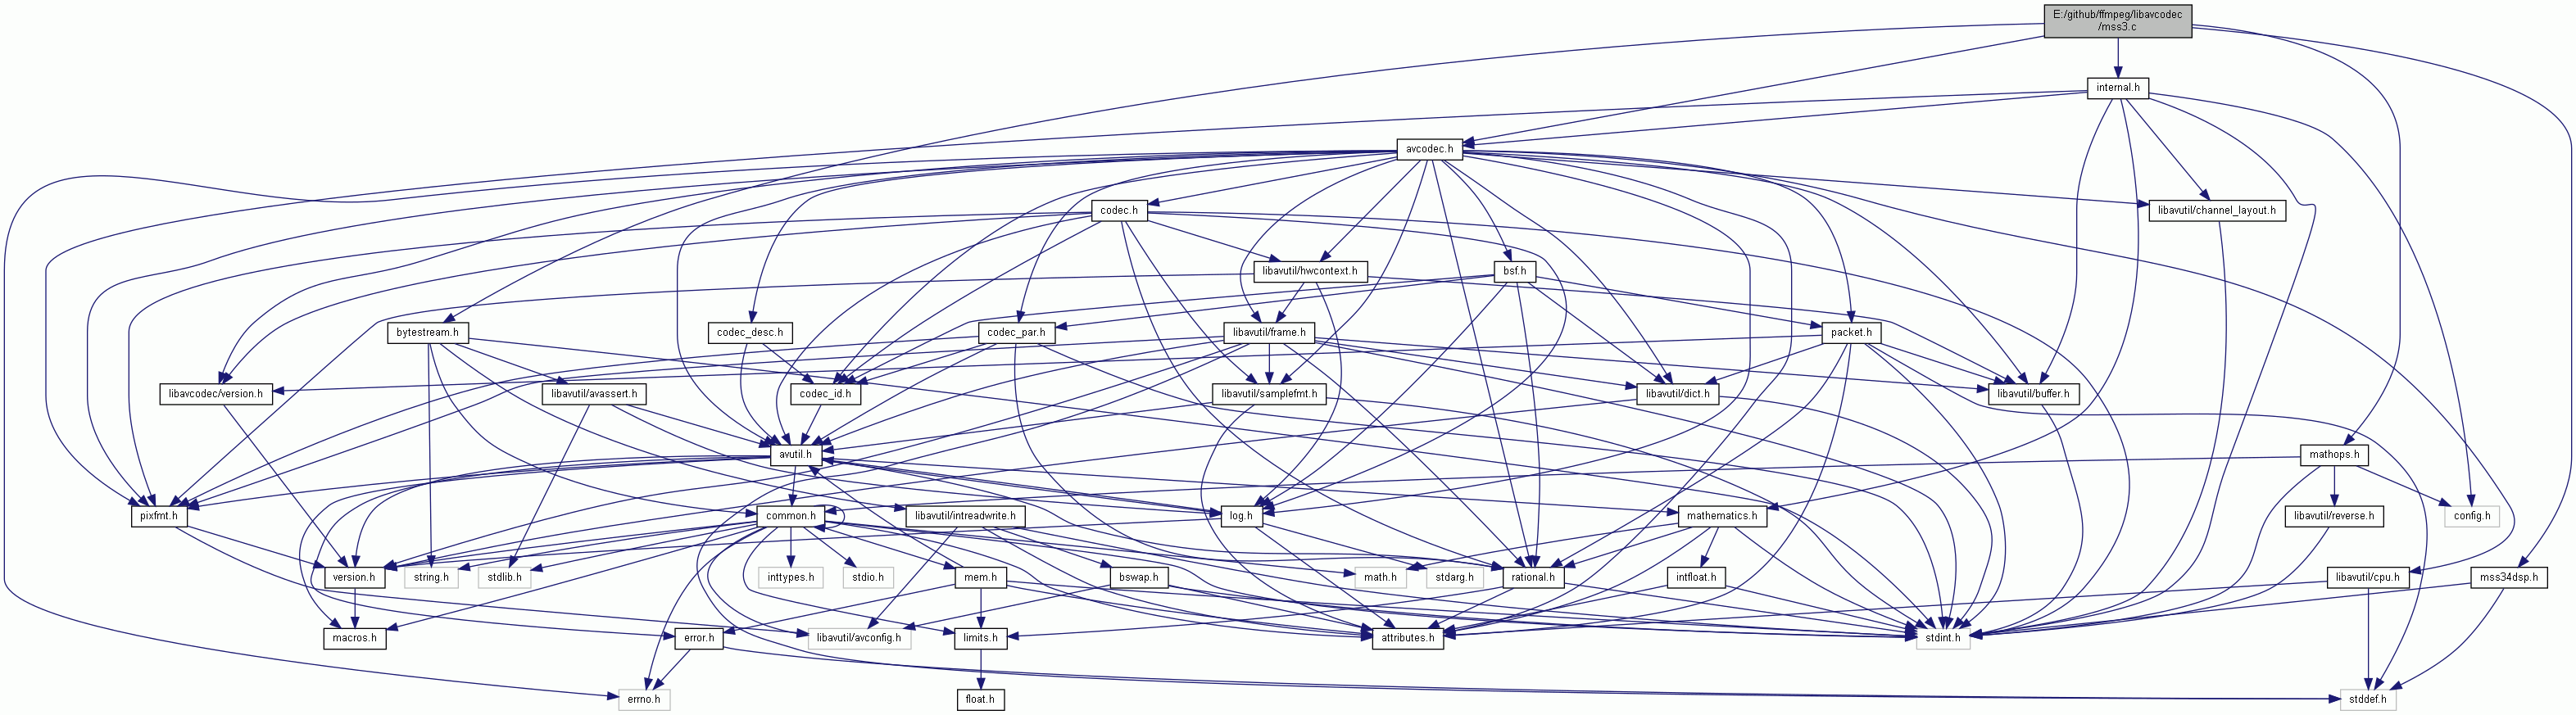 E:/github/ffmpeg/libavcodec
/mss3.c
internal.h
avcodec.h
codec.h
libavutil/channel_layout.h
libavutil/hwcontext.h
bsf.h
bytestream.h
codec_desc.h
codec_par.h
libavutil/frame.h
packet.h
libavcodec/version.h
libavutil/avassert.h
codec_id.h
libavutil/samplefmt.h
libavutil/dict.h
libavutil/buffer.h
avutil.h
mathops.h
pixfmt.h
common.h
libavutil/intreadwrite.h
log.h
mathematics.h
libavutil/reverse.h
config.h
version.h
string.h
stdlib.h
inttypes.h
stdio.h
mem.h
bswap.h
math.h
stdarg.h
rational.h
intfloat.h
libavutil/cpu.h
mss34dsp.h
macros.h
error.h
libavutil/avconfig.h
limits.h
attributes.h
stdint.h
errno.h
float.h
stddef.h